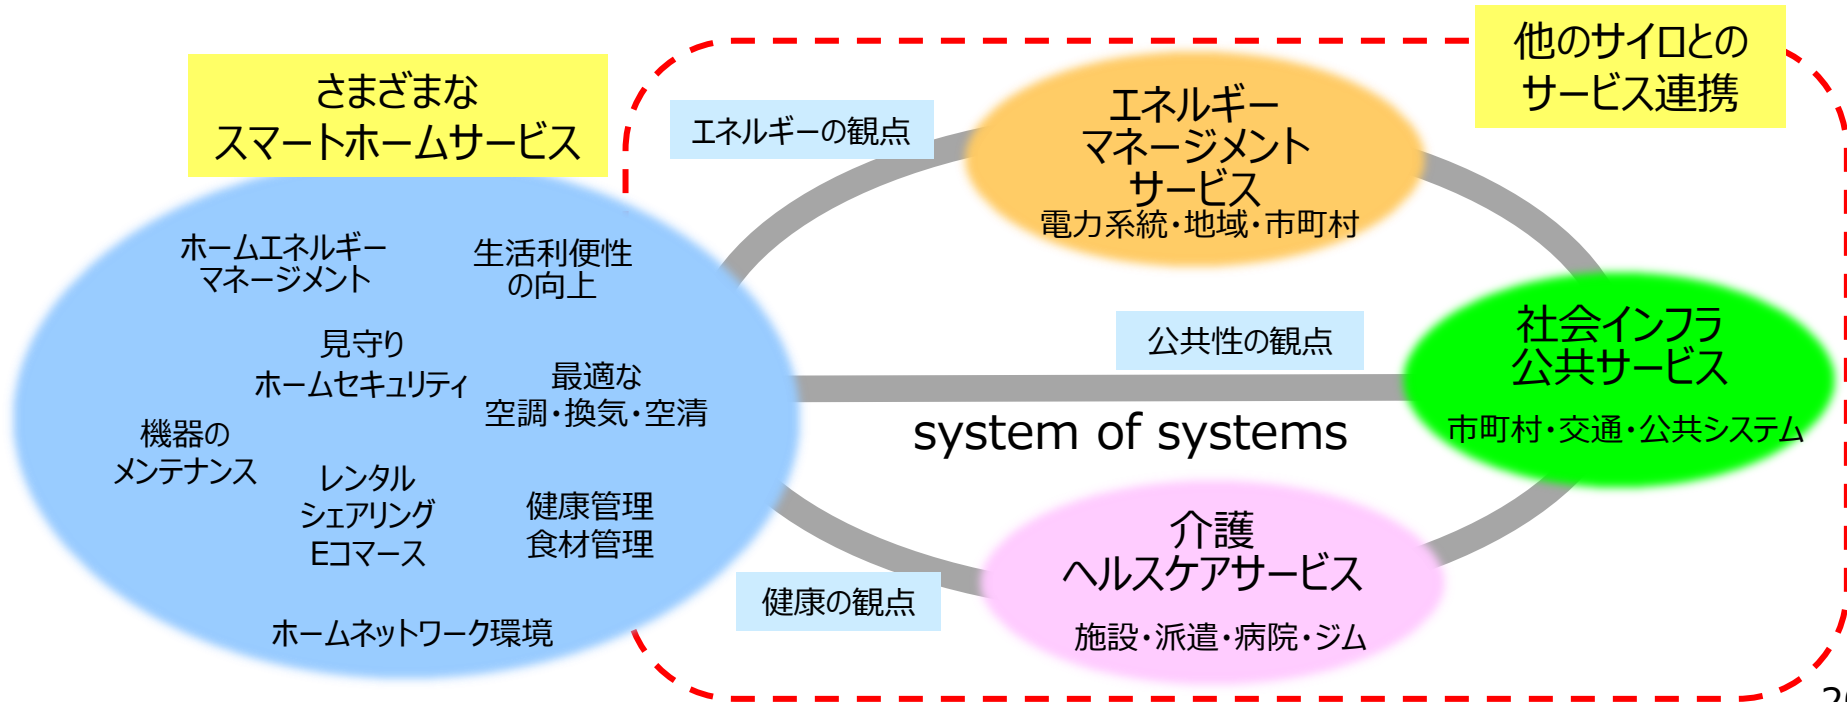 さまざまな
スマートホームサービス
ホームエネルギー
マネージメント
生活利便性
の向上
見守り
ホームセキュリティ
最適な
空調・換気・空清
機器の
メンテナンス
レンタル
シェアリング
Eコマース
健康管理
食材管理
ホームネットワーク環境
他のサイロとの
サービス連携
エネルギーの観点
エネルギー
マネージメント
サービス
電力系統・地域・市町村
公共性の観点
system of systems
社会インフラ
公共サービス
市町村・交通・公共システム
健康の観点
介護
ヘルスケアサービス
施設・派遣・病院・ジム